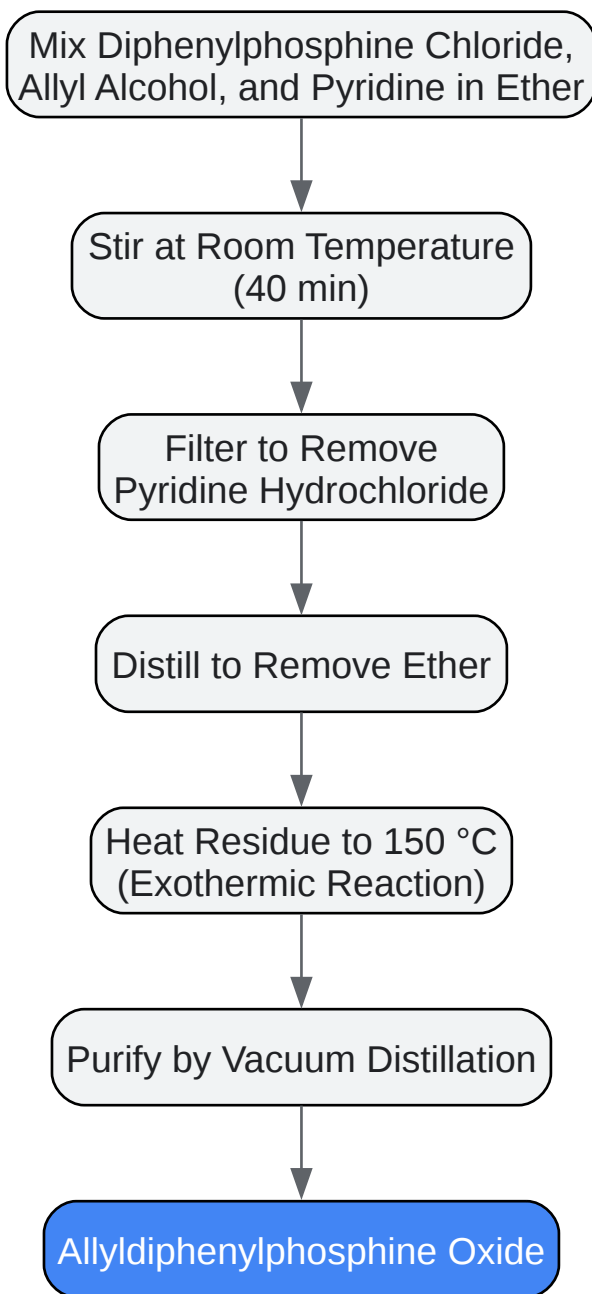 Mix Diphenylphosphine Chloride,
Allyl Alcohol, and Pyridine in Ether
Stir at Room Temperature
(40 min)
Filter to Remove
Pyridine Hydrochloride
Distill to Remove Ether
Heat Residue to 150 °C
(Exothermic Reaction)
Purify by Vacuum Distillation
Allyldiphenylphosphine Oxide